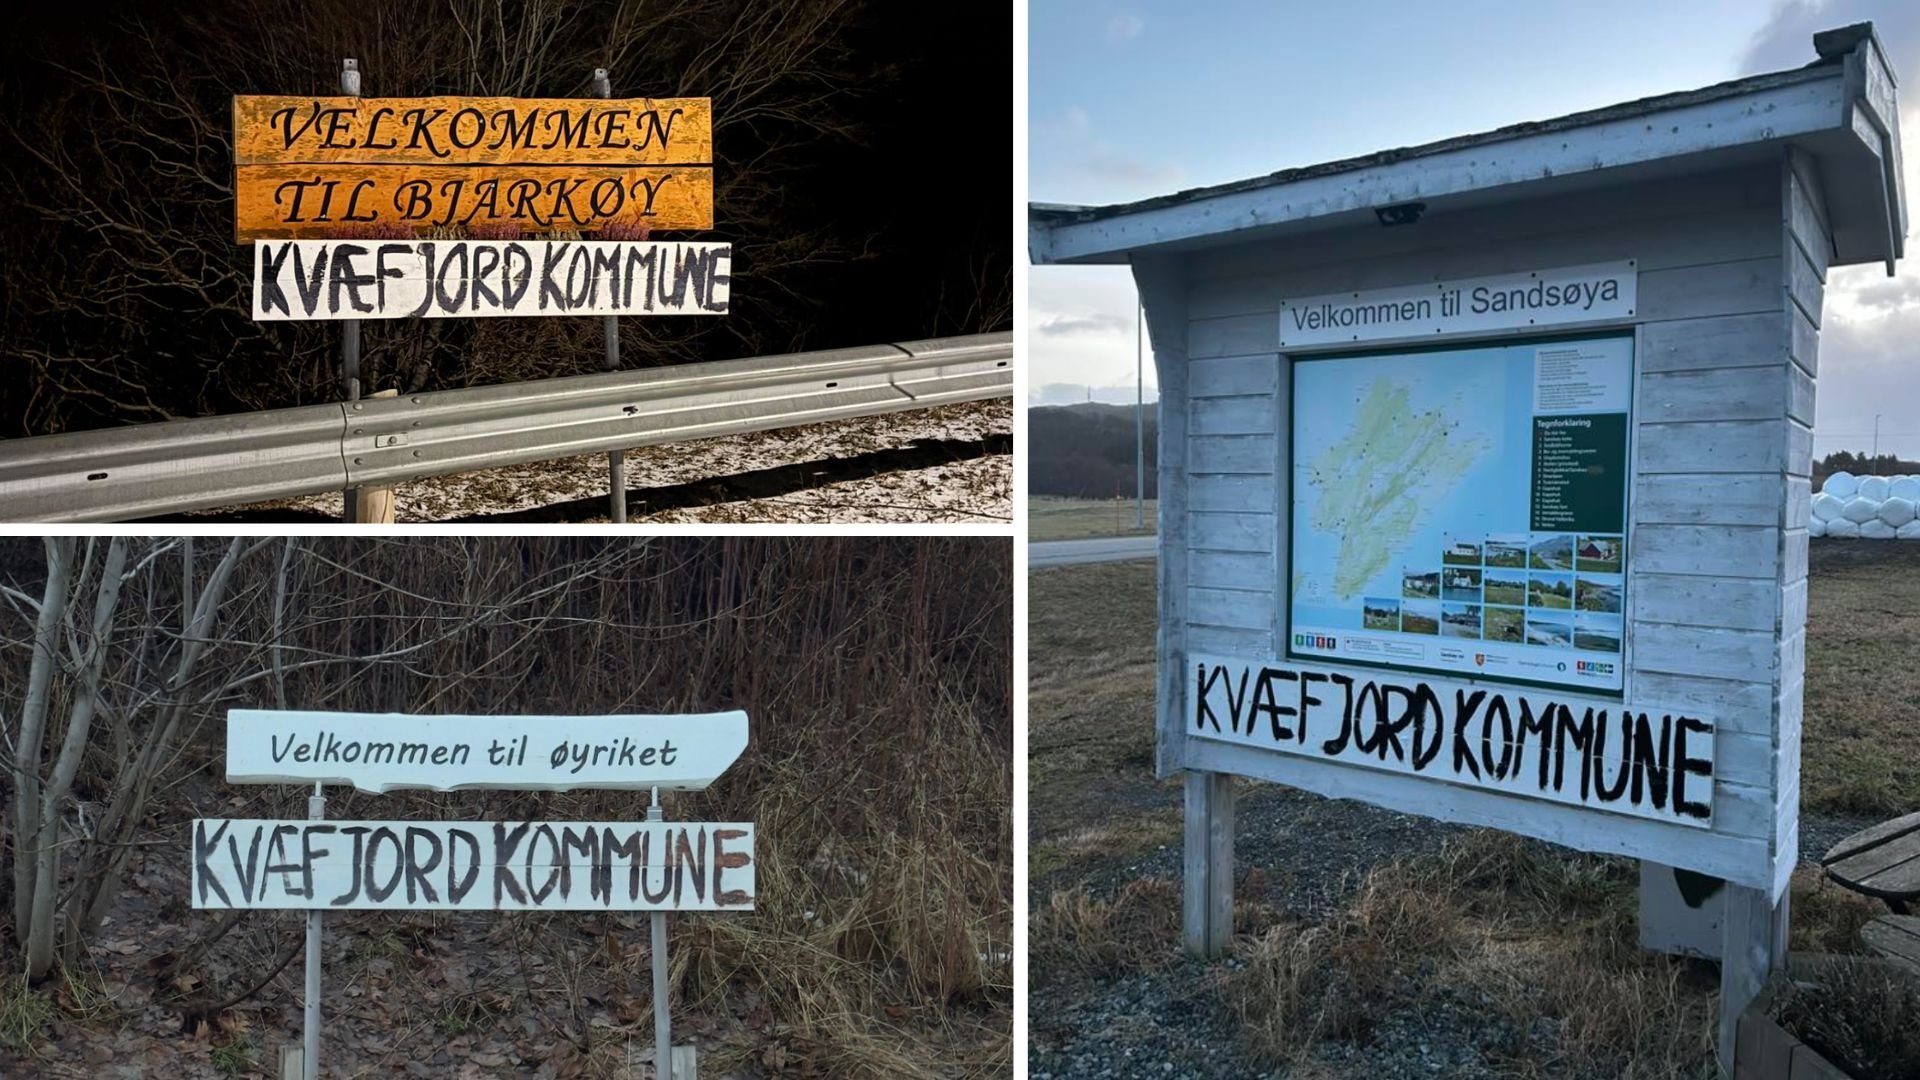 VELKOMMEN
TIL BJARKØY
KVÆFJORD KOMMUNE
Velkommen til øyriket
KVÆFJORD KOMMUNE
Velkommen til Sandsøya
Tegnforklaring
KVÆFJORD KOMMUNE